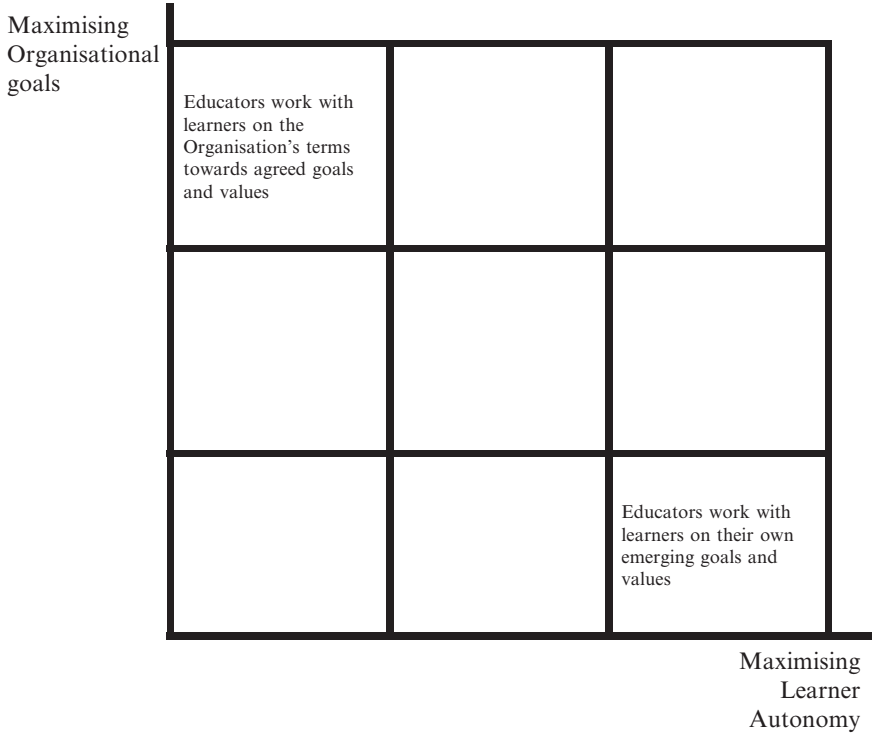 Maximising
Organisational
goals
Educators work with
learners on the
Organisation’s terms
towards agreed goals
and values
Educators work with
learners on their own
emerging goals and
values
Maximising
Learner
Autonomy